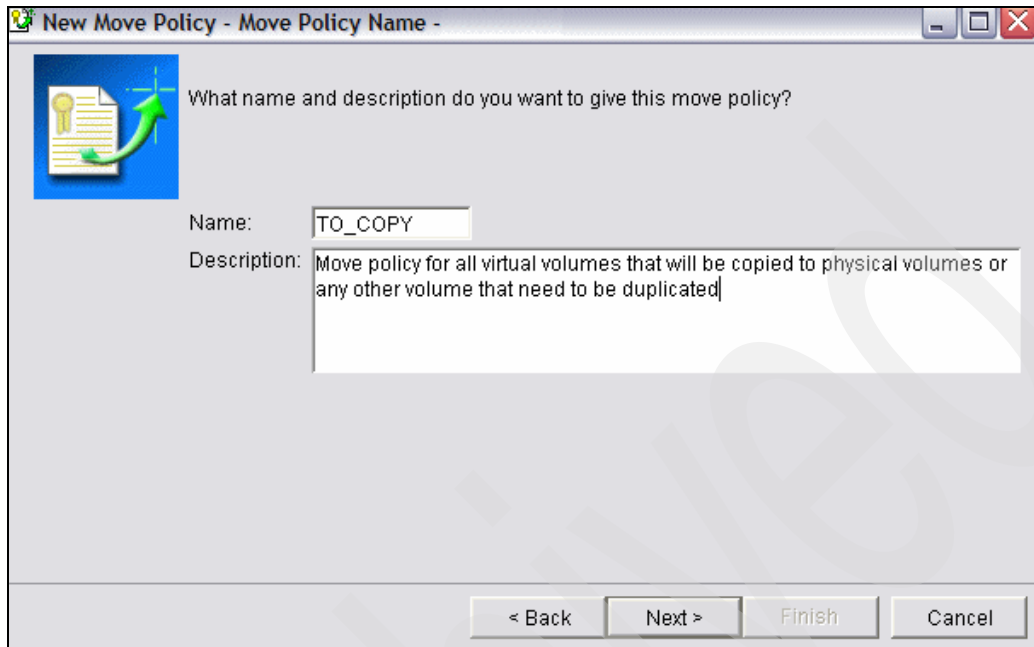 New Move Policy - Move Policy Name -
What name and description do you want to give this move policy?
Name:
TO_COPY
Description:
Move policy for all virtual volumes that will be copied to physical volumes or
any other volume that need to be duplicated
< Back
Next >
Finish
Cancel